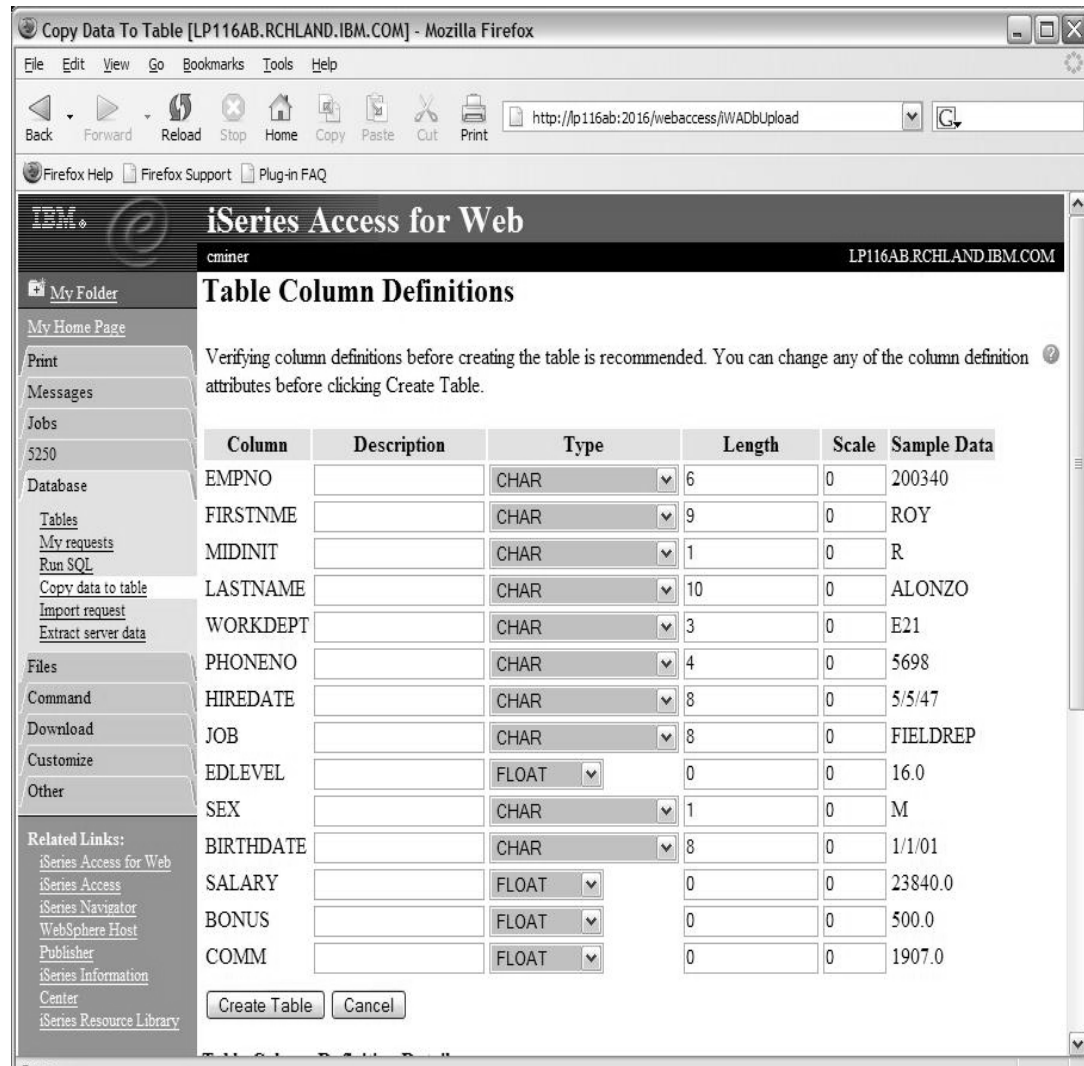 Copy Data To Table [LP116AB.RCHLAND.IBM.COM] - Mozilla Firefox
File Edit View Go Bookmarks Tools Help
Back Forward Reload Stop Home Copy Paste Cut Print http://lp116ab:2016/webaccess/iWADbUpload G
Firefox Help Firefox Support Plug-in FAQ
IBM e iSeries Access for Web
cminer LP116AB.RCHLAND.IBM.COM
My Folder
My Home Page
Print
Messages
Jobs
5250
Database
Tables
My requests
Run SQL
Copy data to table
Import request
Extract server data
Files
Command
Download
Customize
Other
Related Links:
iSeries Access for Web
iSeries Access
iSeries Navigator
WebSphere Host
Publisher
iSeries Information
Center
iSeries Resource Library
Table Column Definitions
Verifying column definitions before creating the table is recommended. You can change any of the column definition ?
attributes before clicking Create Table.
Column Description Type Length Scale Sample Data
EMPNO CHAR 6 0 200340
FIRSTNME CHAR 9 0 ROY
MIDINIT CHAR 1 0 R
LASTNAME CHAR 10 0 ALONZO
WORKDEPT CHAR 3 0 E21
PHONENO CHAR 4 0 5698
HIREDATE CHAR 8 0 5/5/47
JOB CHAR 8 0 FIELDREP
EDLEVEL FLOAT 0 0 16.0
SEX CHAR 1 0 M
BIRTHDATE CHAR 8 0 1/1/01
SALARY FLOAT 0 0 23840.0
BONUS FLOAT 0 0 500.0
COMM FLOAT 0 0 1907.0
Create Table Cancel